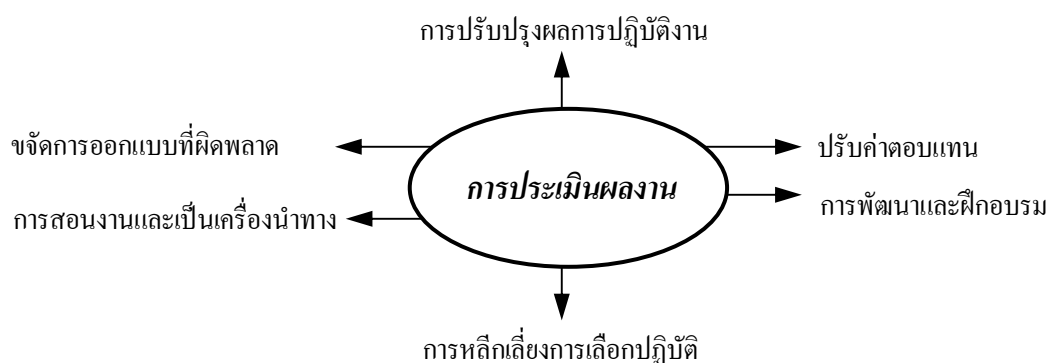 การปรับปรุงผลการปฏิบัติงาน
ขจัดการออกแบบที่ผิดพลาด
ปรับค่าตอบแทน
การประเมินผลงาน
การสอนงานและเป็นเครื่องนำทาง
การพัฒนาและฝึกอบรม
การหลีกเลี่ยงการเลือกปฏิบัติ